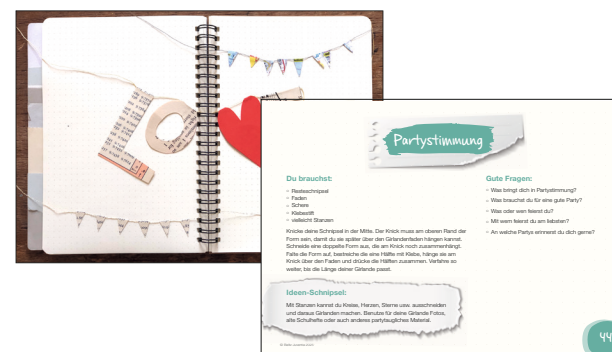 Partystimmung
Du brauchst:
– Resteschnipsel
– Faden
– Schere
– Klebestift
– vielleicht Stanzen
Knicke deine Schnipsel in der Mitte. Der Knick muss am oberen Rand der
Form sein, damit du sie später über den Girlandenfaden hängen kannst.
Schneide eine doppelte Form aus, die am Knick noch zusammenhängt.
Falte die Form auf, bestreiche die eine Hälfte mit Klebe, hänge sie am
Knick über den Faden und drücke die Hälften zusammen. Verfahre so
weiter, bis die Länge deiner Girlande passt.
Ideen-Schnipsel:
Mit Stanzen kannst du Kreise, Herzen, Sterne usw. ausschneiden
und daraus Girlanden machen. Benutze für deine Girlande Fotos,
alte Schulhefte oder auch anderes partytaugliches Material.
Gute Fragen:
– Was bringt dich in Partystimmung?
– Was brauchst du für eine gute Party?
– Was oder wen feierst du?
– Mit wem feierst du am liebsten?
– An welche Partys erinnerst du dich gerne?
44